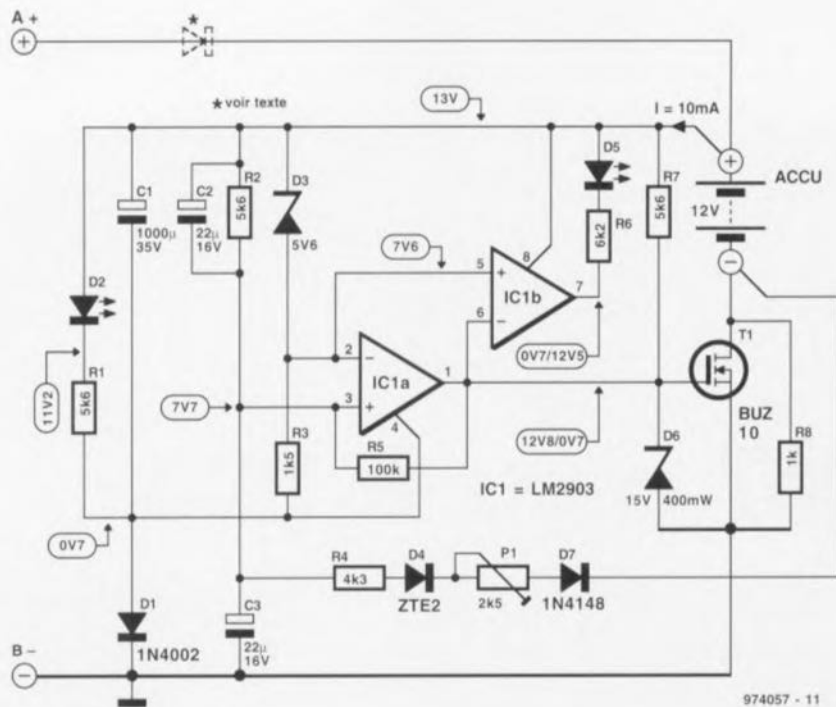 A +
★
★ voir texte
13V
I = 10mA
ACCU
12V
C1
1000µ
35V
C2
22µ
16V
R2
5k6
D3
5V6
D5
R6
6k2
R7
5k6
D2
11V2
R1
5k6
7V6
5
+
6
−
8
7
IC1b
0V7/12V5
T1
BUZ
10
R8
1k
2
−
3
+
IC1a
1
4
7V7
R3
1k5
R5
100k
12V8/0V7
IC1 = LM2903
D6
15V
400mW
0V7
R4
4k3
D4
ZTE2
P1
2k5
D7
1N4148
D1
1N4002
C3
22µ
16V
B −
974057 - 11